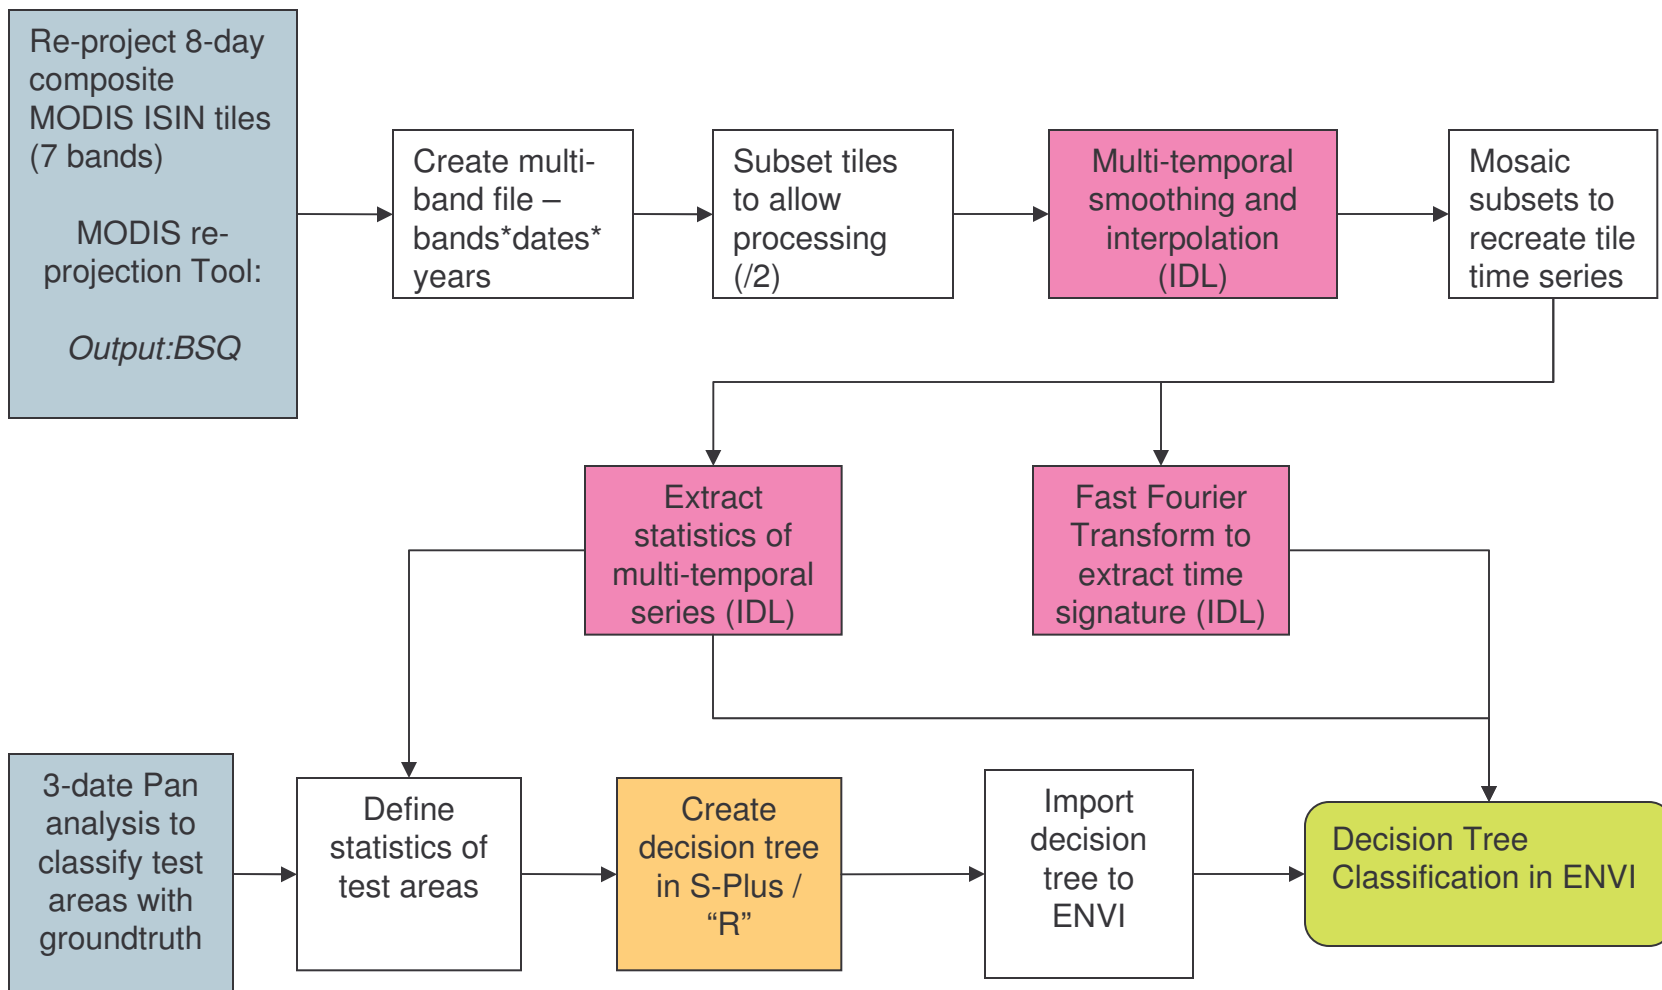 Re-project 8-day
composite
MODIS ISIN tiles
(7 bands)
MODIS re-
projection Tool:
Output:BSQ
Create multi-
band file –
bands*dates*
years
Subset tiles
to allow
processing
(/2)
Multi-temporal
smoothing and
interpolation
(IDL)
Mosaic
subsets to
recreate tile
time series
Extract
statistics of
multi-temporal
series (IDL)
Fast Fourier
Transform to
extract time
signature (IDL)
3-date Pan
analysis to
classify test
areas with
groundtruth
Define
statistics of
test areas
Create
decision tree
in S-Plus /
“R”
Import
decision
tree to
ENVI
Decision Tree
Classification in ENVI